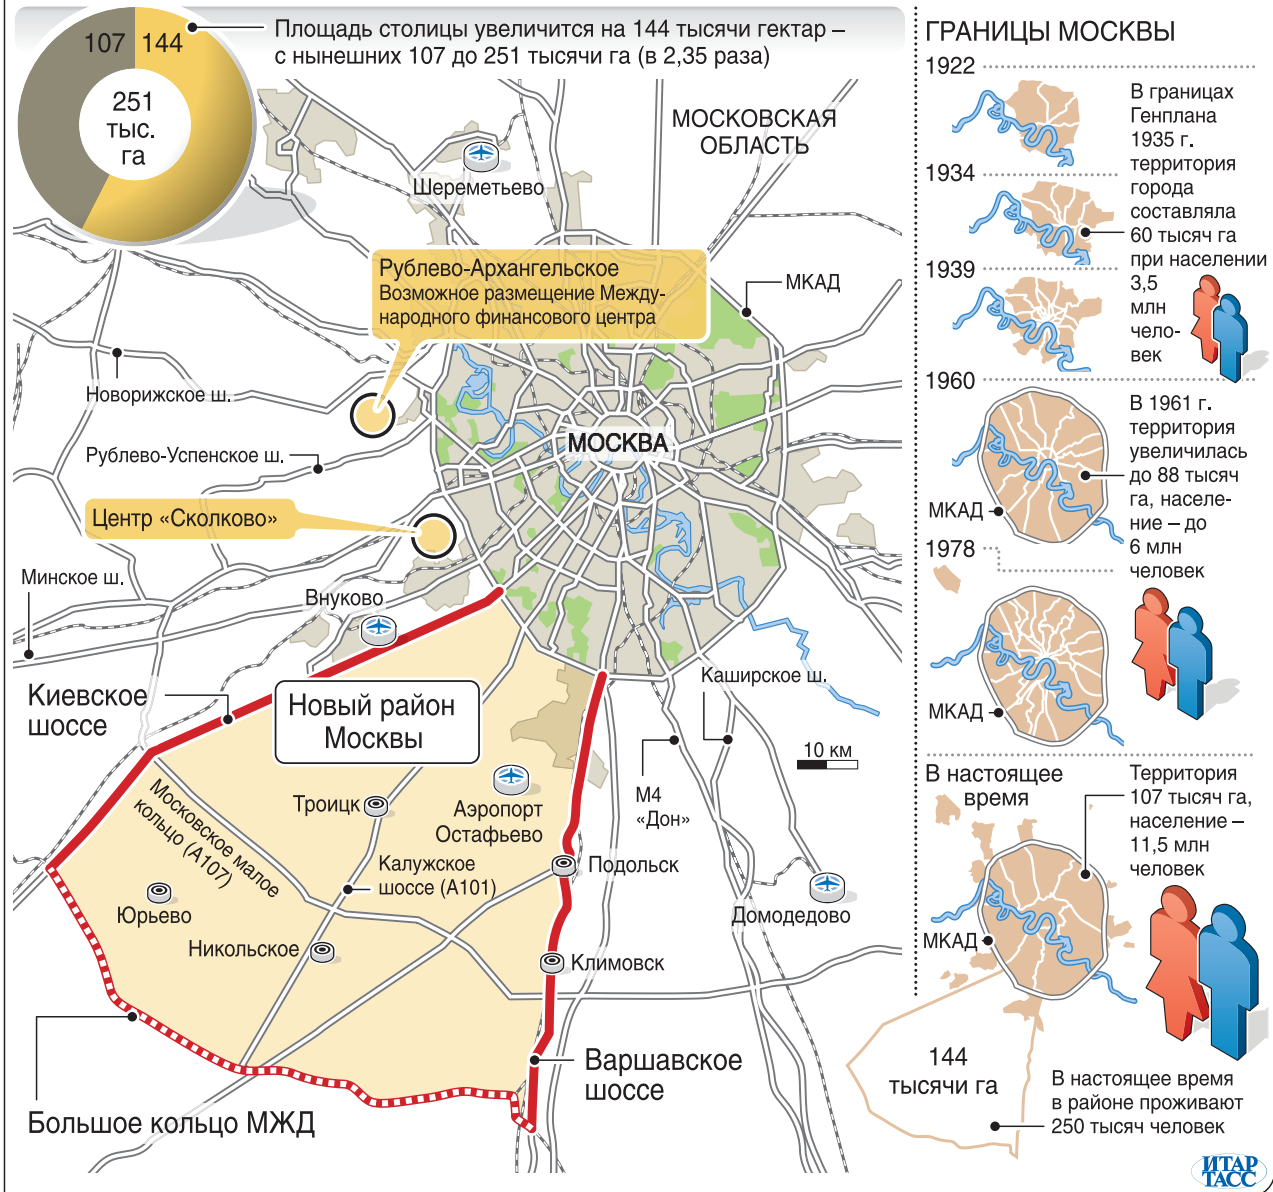 107
144
251
тыс.
га
Площадь столицы увеличится на 144 тысячи гектар –
с нынешних 107 до 251 тысячи га (в 2,35 раза)
МОСКОВСКАЯ
ОБЛАСТЬ
Шереметьево
Рублево-Архангельское
Возможное размещение Между-
народного финансового центра
МКАД
Новорижское ш.
Рублево-Успенское ш.
МОСКВА
Центр «Сколково»
Минское ш.
Внуково
Киевское
шоссе
Новый район
Москвы
Каширское ш.
10 км
М4
«Дон»
Троицк
Аэропорт
Остафьево
Московское малое
кольцо (А107)
Калужское
шоссе (А101)
Подольск
Юрьево
Никольское
Домодедово
Климовск
Варшавское
шоссе
Большое кольцо МЖД
ГРАНИЦЫ МОСКВЫ
1922
В границах
Генплана
1935 г.
территория
города
составляла
60 тысяч га
при населении
3,5
млн
чело-
век
1934
1939
1960
В 1961 г.
территория
увеличилась
до 88 тысяч
га, населе-
ние – до
6 млн
человек
МКАД
1978
МКАД
В настоящее
время
Территория
107 тысяч га,
население –
11,5 млн
человек
МКАД
144
тысячи га
В настоящее время
в районе проживают
250 тысяч человек
ИТАР
ТАСС